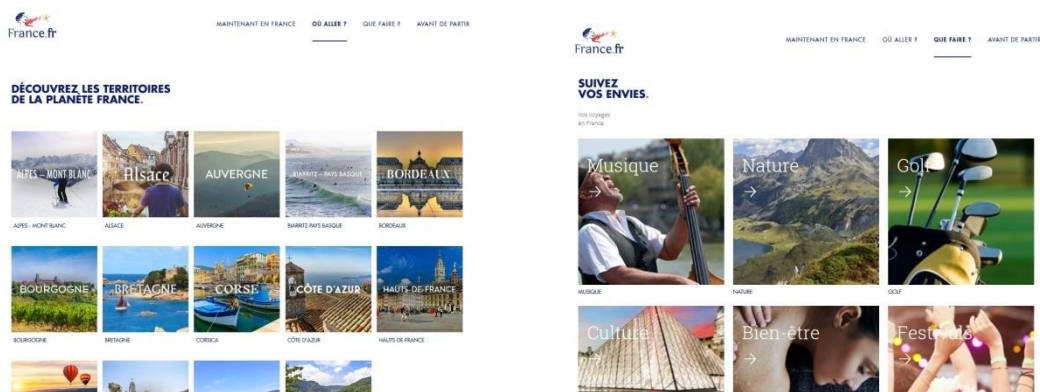 France.fr
MAINTENANT EN FRANCE OÙ ALLER ? QUE FAIRE ? AVANT DE PARTIR
DÉCOUVREZ LES TERRITOIRES
DE LA PLANÈTE FRANCE.
ALPES – MONT BLANC Alsace AUVERGNE BIARRITZ – PAYS BASQUE BORDEAUX
ALPES - MONT BLANC ALSACE AUVERGNE BIARRITZ-PAYS BASQUE BORDEAUX
BOURGOGNE BRETAGNE CORSE CÔTE D'AZUR HAUTS-DE-FRANCE
BOURGOGNE BRETAGNE CORSICA CÔTE D'AZUR HAUTS-DE-FRANCE
France.fr
MAINTENANT EN FRANCE OÙ ALLER ? QUE FAIRE ? AVANT DE PARTIR
SUIVEZ
VOS ENVIES.
Vos voyages
en France
Musique Nature Golf
MUSIQUE NATURE GOLF
Culture Bien-être Festivals